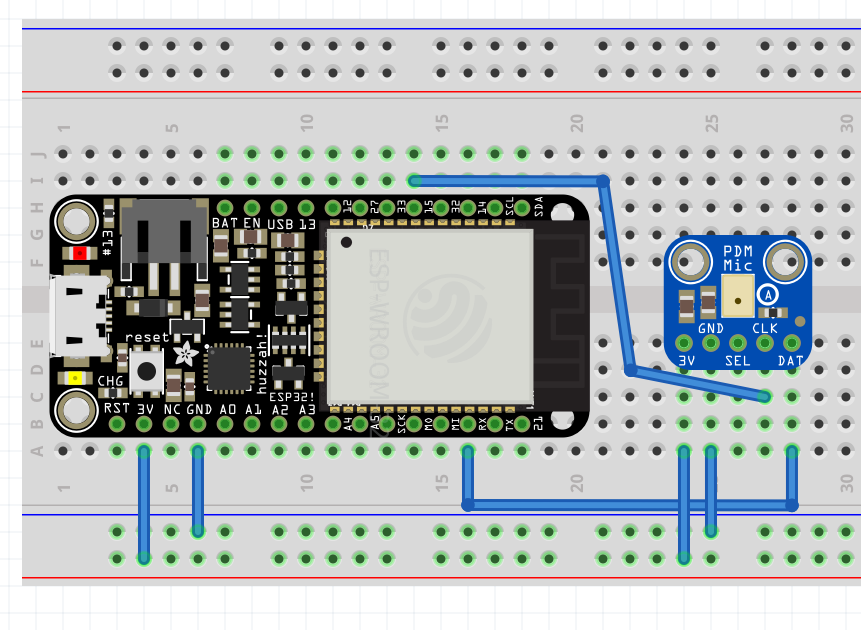 1 5 10 15 20 25 30
J
I
H
G
F
E
D
C
B
A
BAT EN USB 13 12 27 33 15 32 14 SCL SDA
#13
PDM
Mic
A
GND CLK
3V SEL DAT
reset
huzzah!
ESP32!
ESP-WROOM
CHG
RST 3V NC GND A0 A1 A2 A3 A4 A5 SCK MO MI RX TX 21
1 5 10 15 20 25 30